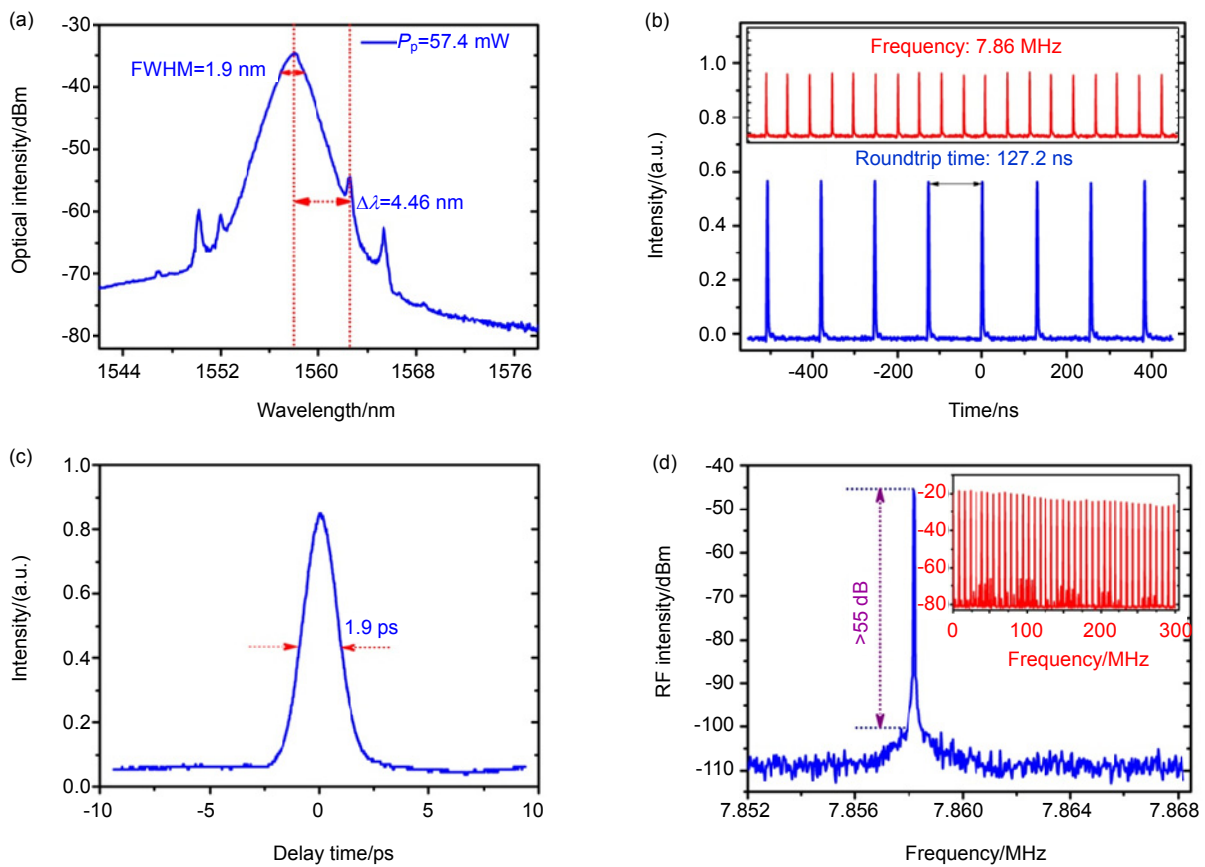 (a)
-30
-40
-50
-60
-70
-80
Optical intensity/dBm
Pp=57.4 mW
FWHM=1.9 nm
Δλ=4.46 nm
1544
1552
1560
1568
1576
Wavelength/nm
(b)
1.0
0.8
0.6
0.4
0.2
0.0
Intensity/(a.u.)
Frequency: 7.86 MHz
Roundtrip time: 127.2 ns
-400
-200
0
200
400
Time/ns
(c)
1.0
0.8
0.6
0.4
0.2
0.0
Intensity/(a.u.)
1.9 ps
-10
-5
0
5
10
Delay time/ps
(d)
-40
-50
-60
-70
-80
-90
-100
-110
RF intensity/dBm
>55 dB
-20
-40
-60
-80
0
100
200
300
Frequency/MHz
7.852
7.856
7.860
7.864
7.868
Frequency/MHz